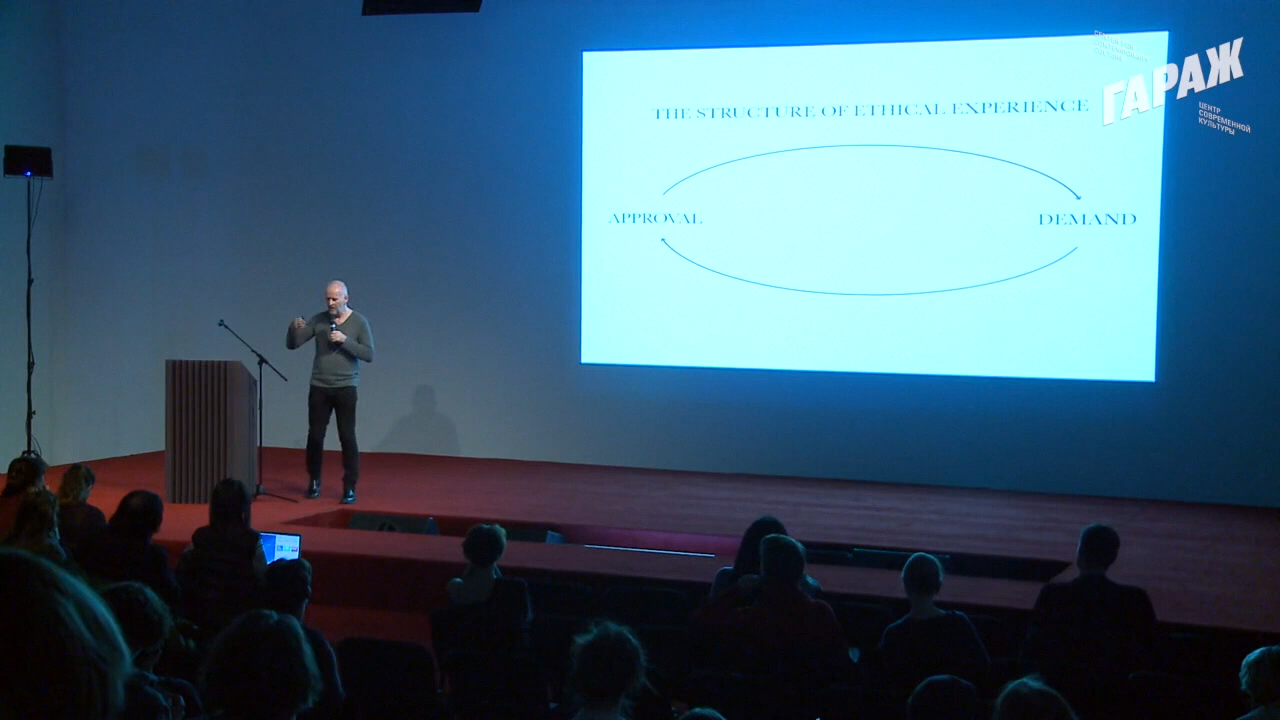 THE STRUCTURE OF ETHICAL EXPERIENCE
APPROVAL
DEMAND
ГАРАЖ
ЦЕНТР
СОВРЕМЕННОЙ
КУЛЬТУРЫ